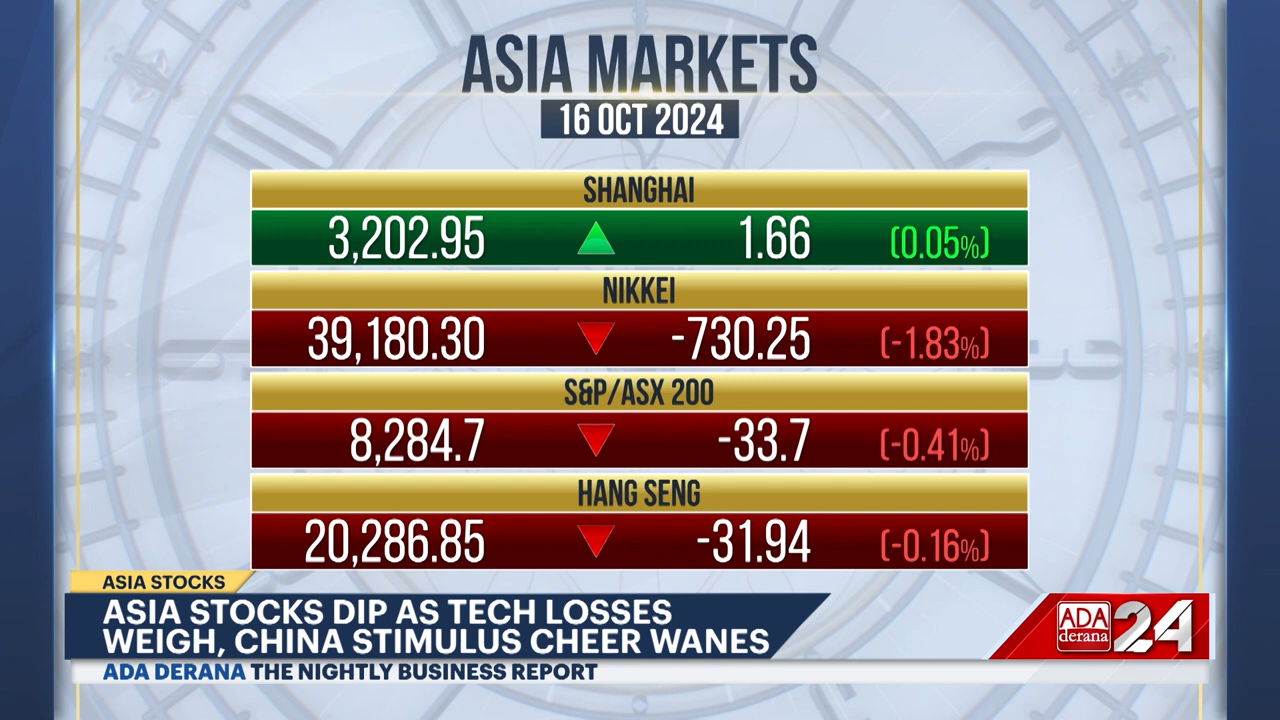 ASIA MARKETS
16 OCT 2024
SHANGHAI
3,202.95 ▲ 1.66 (0.05%)
NIKKEI
39,180.30 ▼ -730.25 (-1.83%)
S&P/ASX 200
8,284.7 ▼ -33.7 (-0.41%)
HANG SENG
20,286.85 ▼ -31.94 (-0.16%)
ASIA STOCKS
ASIA STOCKS DIP AS TECH LOSSES
WEIGH, CHINA STIMULUS CHEER WANES
ADA DERANA THE NIGHTLY BUSINESS REPORT
ADA
derana
24